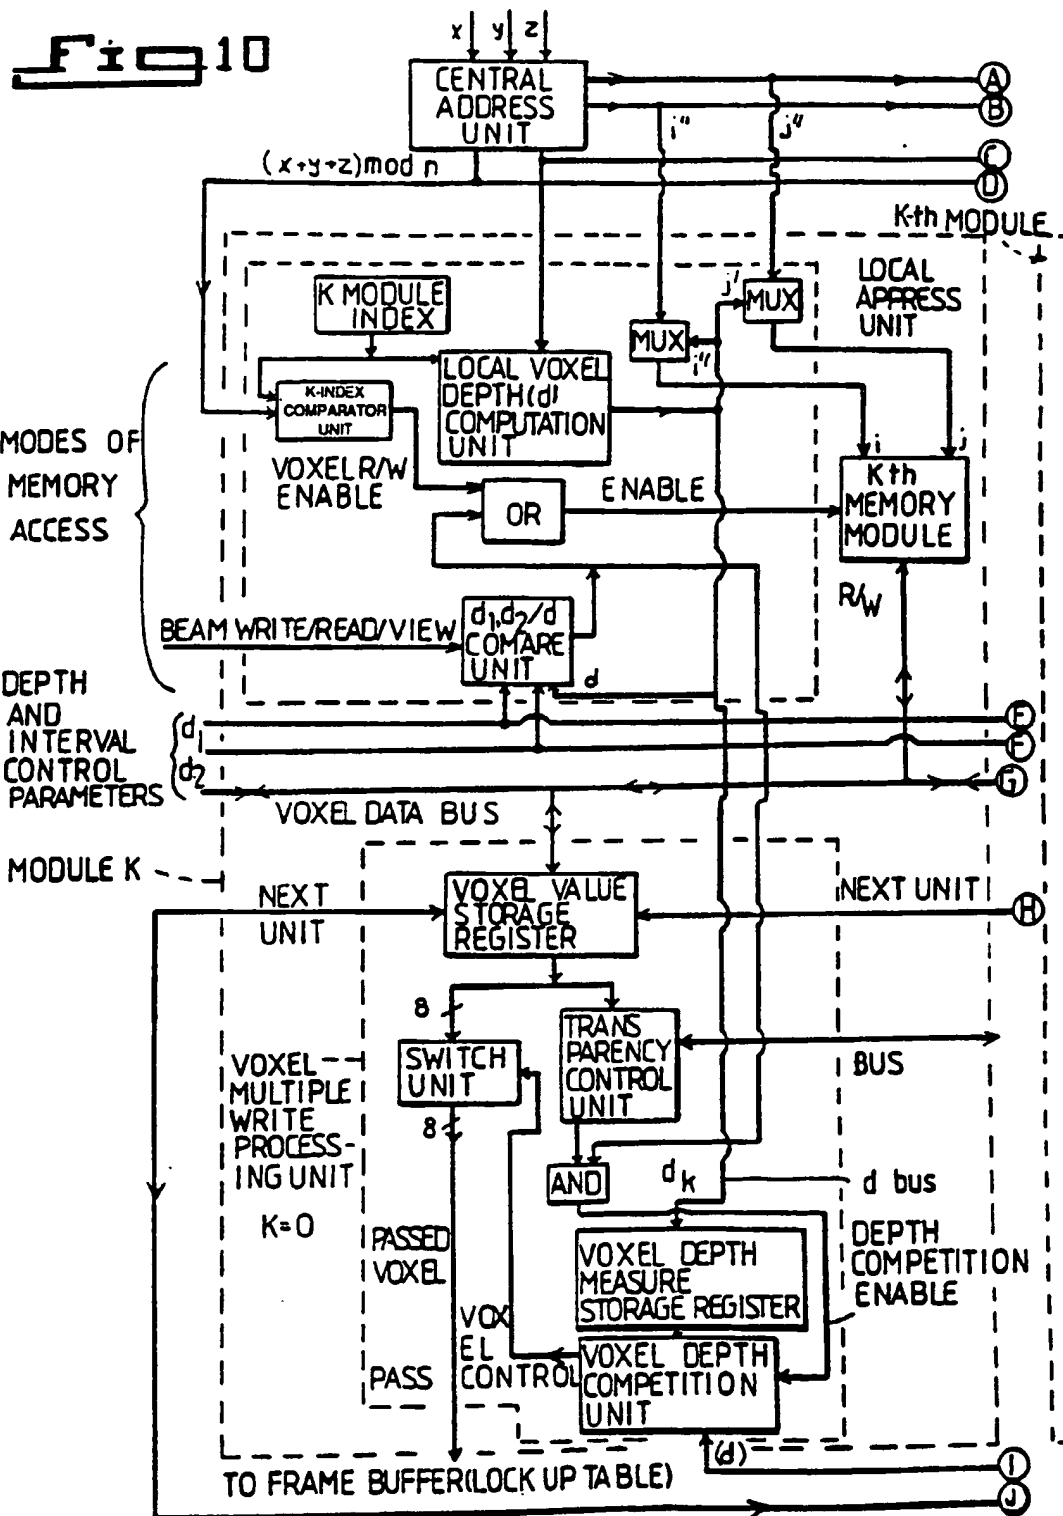 Fig 10
x y z
CENTRAL
ADDRESS
UNIT
A
B
i"
j"
(x+y+z) mod n
C
D
K-th MODULE
K MODULE
INDEX
j'
MUX
LOCAL
APPRESS
UNIT
MUX
i"
LOCAL VOXEL
DEPTH(d)
COMPUTATION
UNIT
K-INDEX
COMPARATOR
UNIT
MODES OF
MEMORY
ACCESS
VOXEL R/W
ENABLE
OR
ENABLE
i
j
Kth
MEMORY
MODULE
R/W
BEAM WRITE/READ/VIEW
d1,d2/d
COMARE
UNIT
d
DEPTH
AND
INTERVAL
CONTROL
PARAMETERS
d1
d2
E
F
G
VOXEL DATA BUS
MODULE K
NEXT
UNIT
VOXEL VALUE
STORAGE
REGISTER
NEXT UNIT
H
8
SWITCH
UNIT
8
TRANS
PARENCY
CONTROL
UNIT
BUS
VOXEL
MULTIPLE
WRITE
PROCESS-
ING UNIT
K=0
AND
dk
d bus
PASSED
VOXEL
VOXEL DEPTH
MEASURE
STORAGE REGISTER
DEPTH
COMPETITION
ENABLE
VOX
EL
CONTROL
PASS
VOXEL DEPTH
COMPETITION
UNIT
(d)
I
TO FRAME BUFFER(LOCK UP TABLE)
J